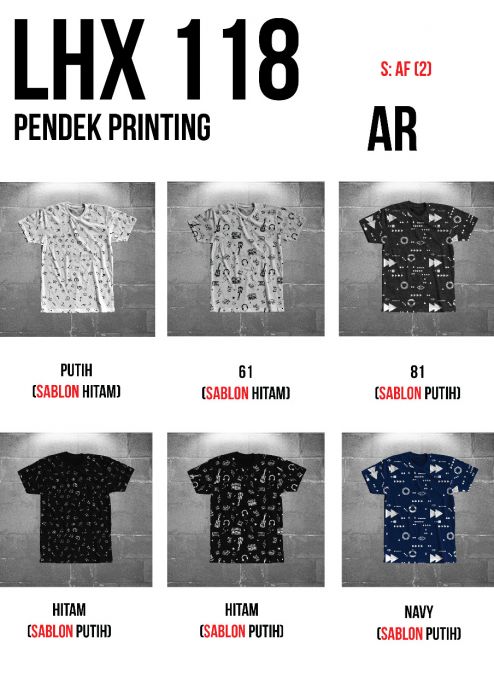 LHX 118
S: AF (2)
PENDEK PRINTING
AR
PUTIH
(SABLON HITAM)
61
(SABLON HITAM)
81
(SABLON PUTIH)
HITAM
(SABLON PUTIH)
HITAM
(SABLON PUTIH)
NAVY
(SABLON PUTIH)